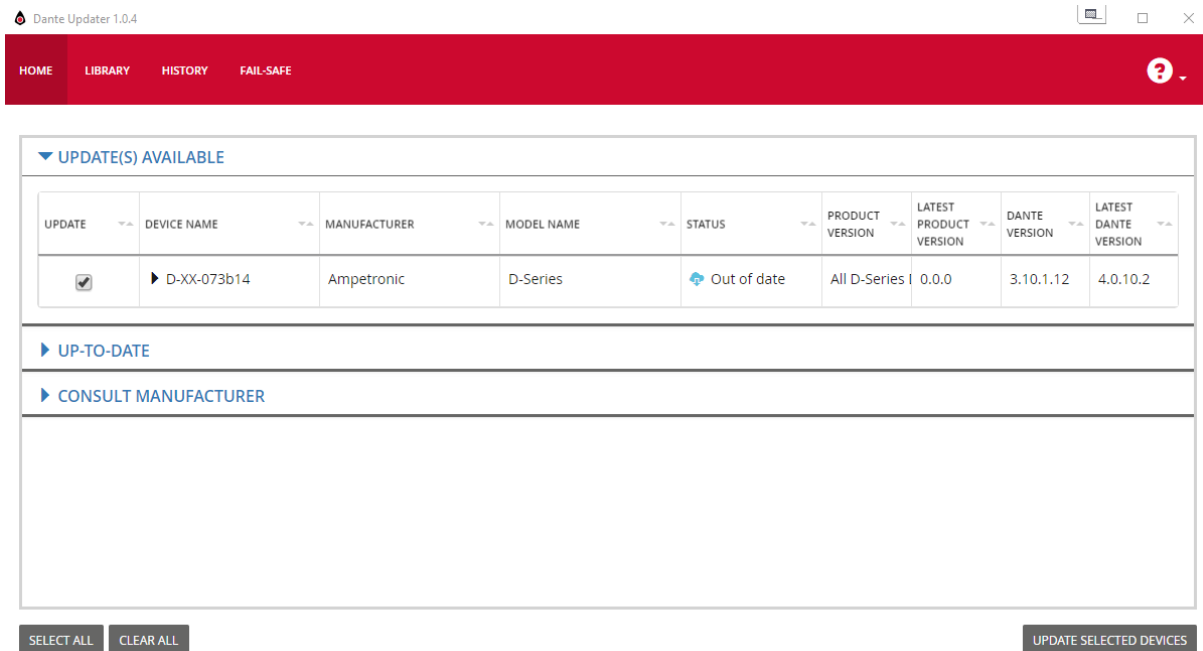 Dante Updater 1.0.4
HOME LIBRARY HISTORY FAIL-SAFE ?
UPDATE(S) AVAILABLE
UPDATE DEVICE NAME MANUFACTURER MODEL NAME STATUS PRODUCT VERSION LATEST PRODUCT VERSION DANTE VERSION LATEST DANTE VERSION
D-XX-073b14 Ampetronic D-Series Out of date All D-Series 0.0.0 3.10.1.12 4.0.10.2
UP-TO-DATE
CONSULT MANUFACTURER
SELECT ALL CLEAR ALL UPDATE SELECTED DEVICES